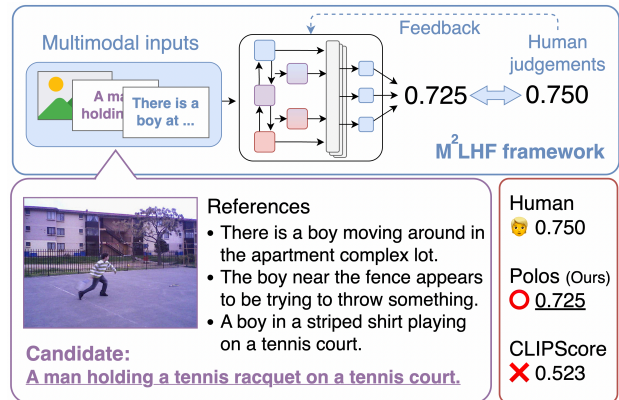 Feedback
Multimodal inputs
Human
judgements
A ma
holdin
There is a
boy at ...
0.725
0.750
M²LHF framework
References
• There is a boy moving around in
the apartment complex lot.
• The boy near the fence appears
to be trying to throw something.
• A boy in a striped shirt playing
on a tennis court.
Candidate:
A man holding a tennis racquet on a tennis court.
Human
0.750
Polos (Ours)
0.725
CLIPScore
0.523